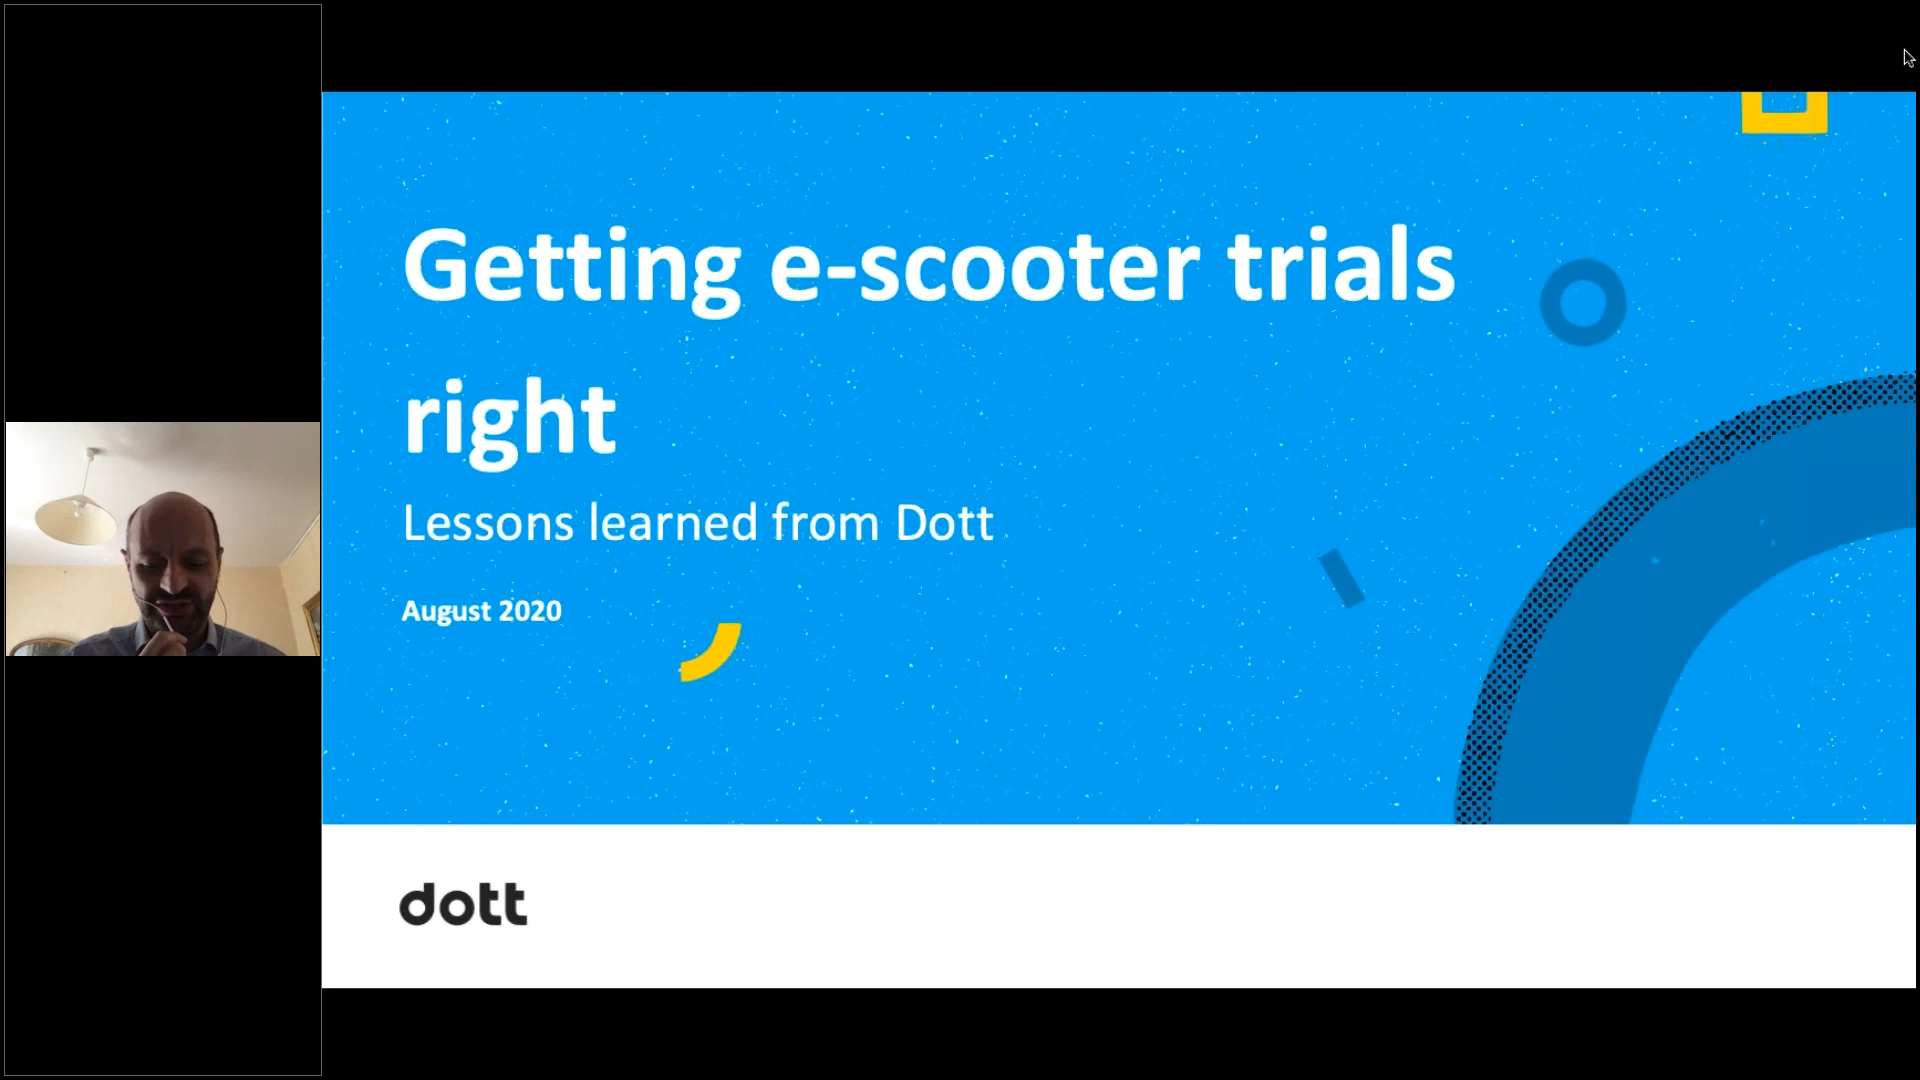 Getting e-scooter trials
right
Lessons learned from Dott
August 2020
dott